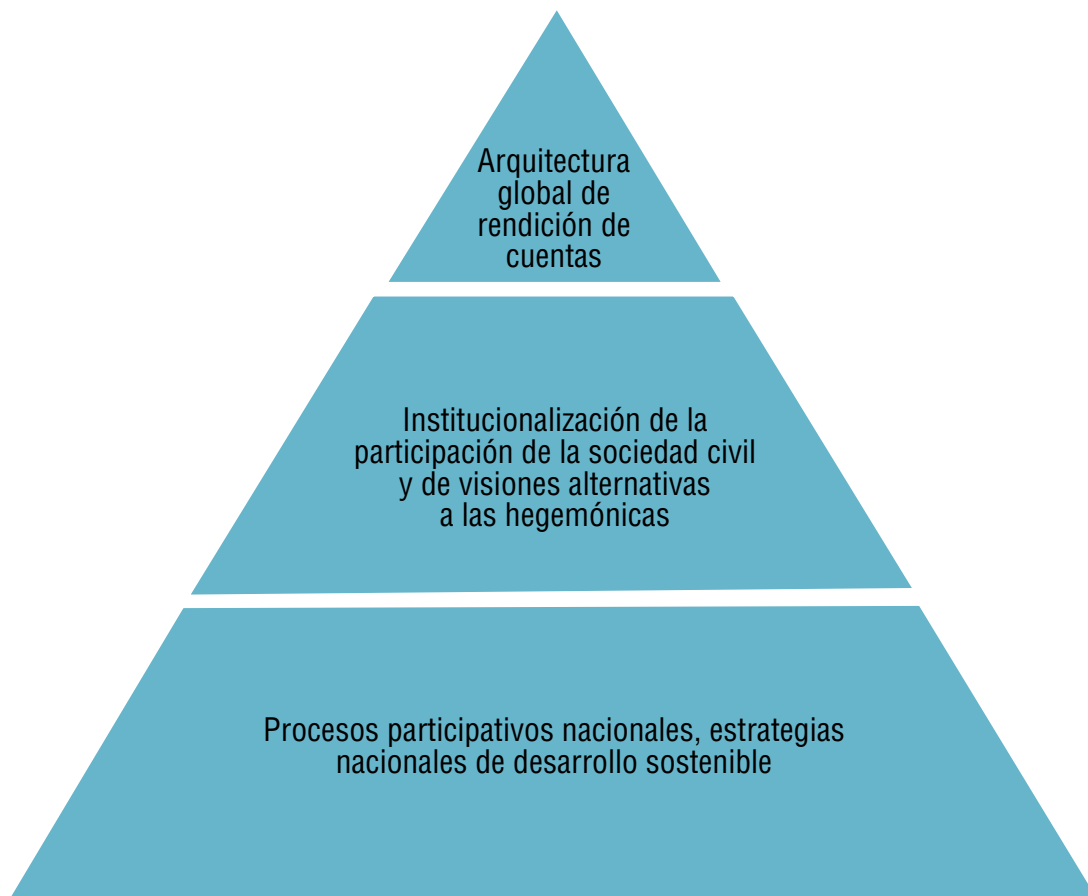 Arquitectura
global de
rendición de
cuentas
Institucionalización de la
participación de la sociedad civil
y de visiones alternativas
a las hegemónicas
Procesos participativos nacionales, estrategias
nacionales de desarrollo sostenible